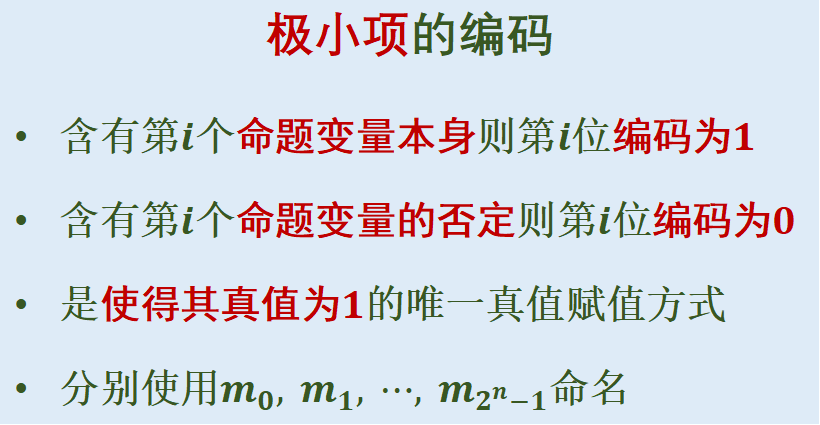 极小项的编码
• 含有第i个命题变量本身则第i位编码为1
• 含有第i个命题变量的否定则第i位编码为0
• 是使得其真值为1的唯一真值赋值方式
• 分别使用m₀, m₁, ⋯, m_{2ⁿ−1}命名